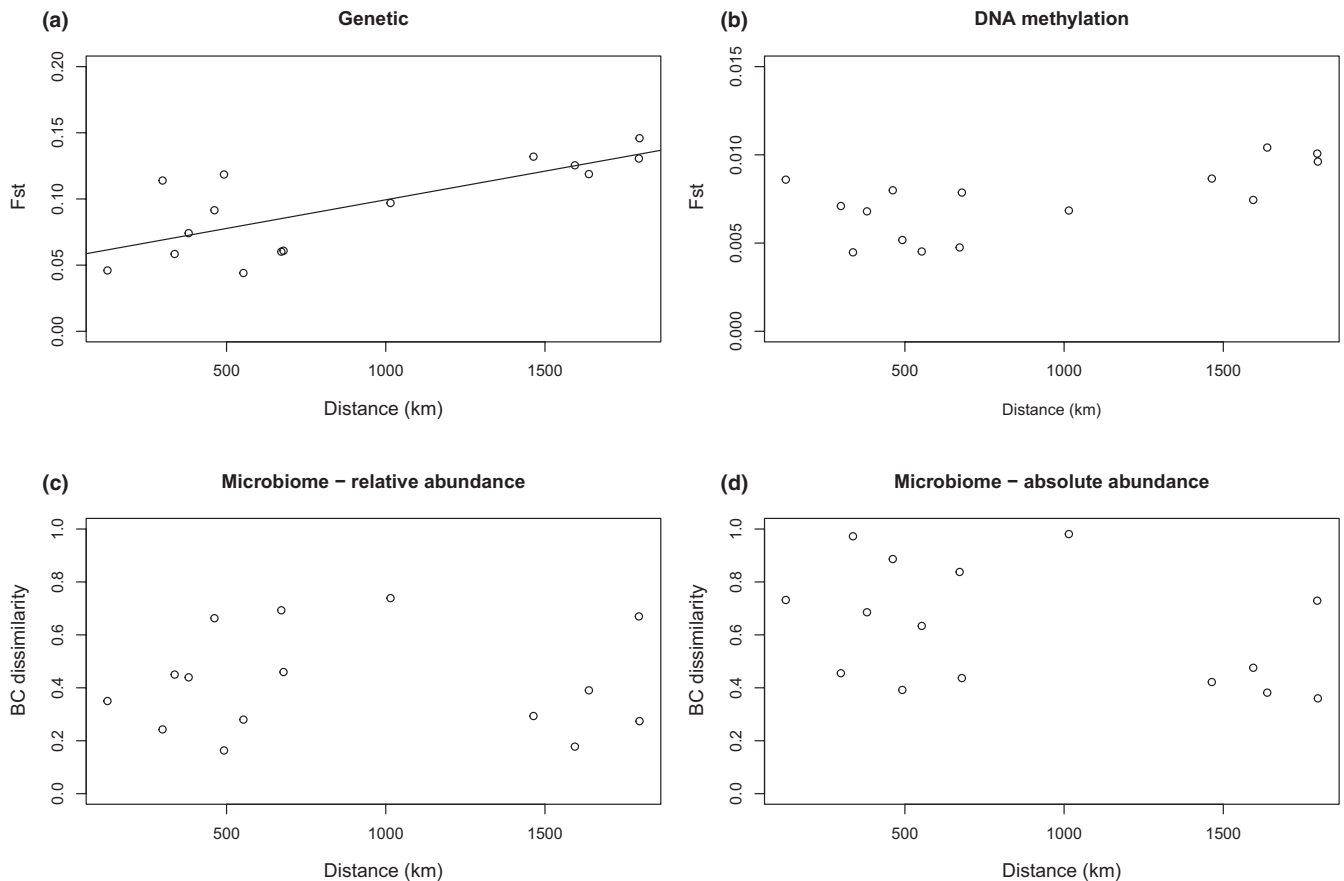 (a)
Genetic
Fst
0.20
0.15
0.10
0.05
0.00
500
1000
1500
Distance (km)
(b)
DNA methylation
Fst
0.015
0.010
0.005
0.000
500
1000
1500
Distance (km)
(c)
Microbiome − relative abundance
BC dissimilarity
1.0
0.8
0.6
0.4
0.2
0.0
500
1000
1500
Distance (km)
(d)
Microbiome − absolute abundance
BC dissimilarity
1.0
0.8
0.6
0.4
0.2
0.0
500
1000
1500
Distance (km)